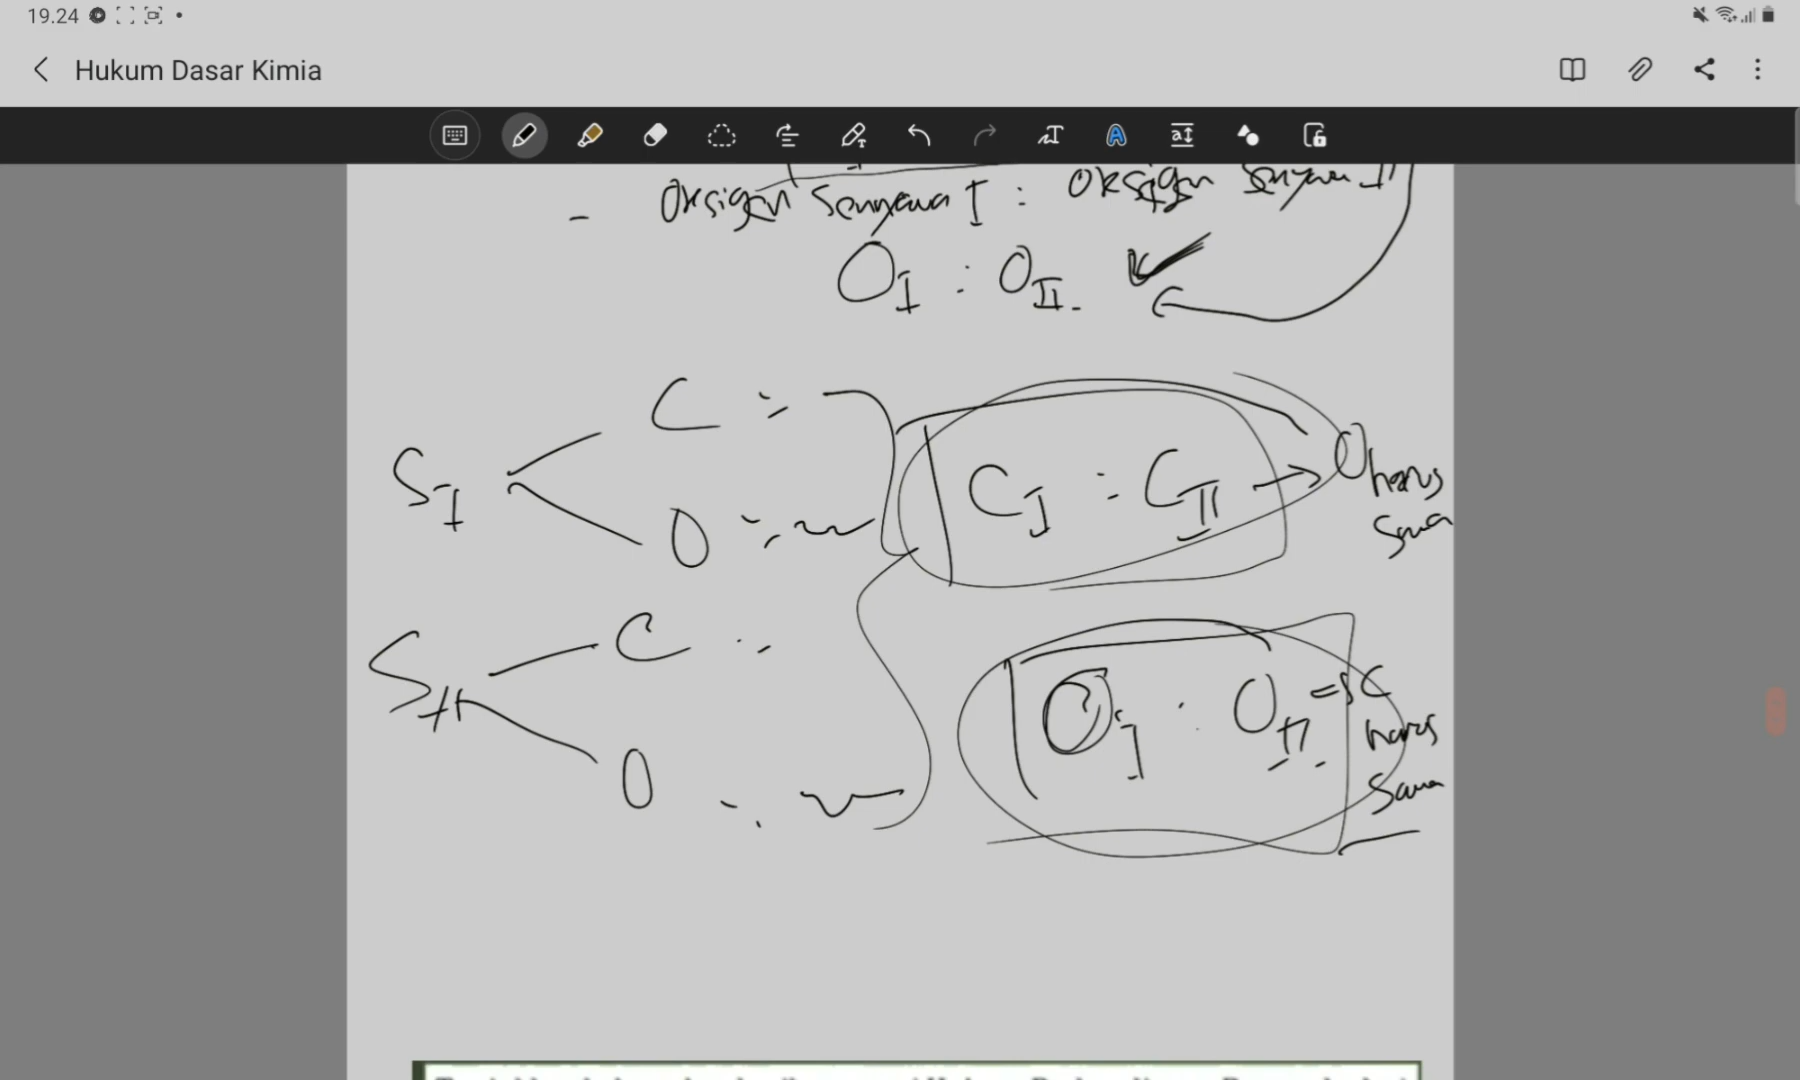 19.24
Hukum Dasar Kimia
- Oksigen Senyawa I : Oksigen Senyawa II
O I : O II
C :
S I
O :
C I : C II → O harus sama
C :
S II
O :
O I : O II ⇒ C harus sama